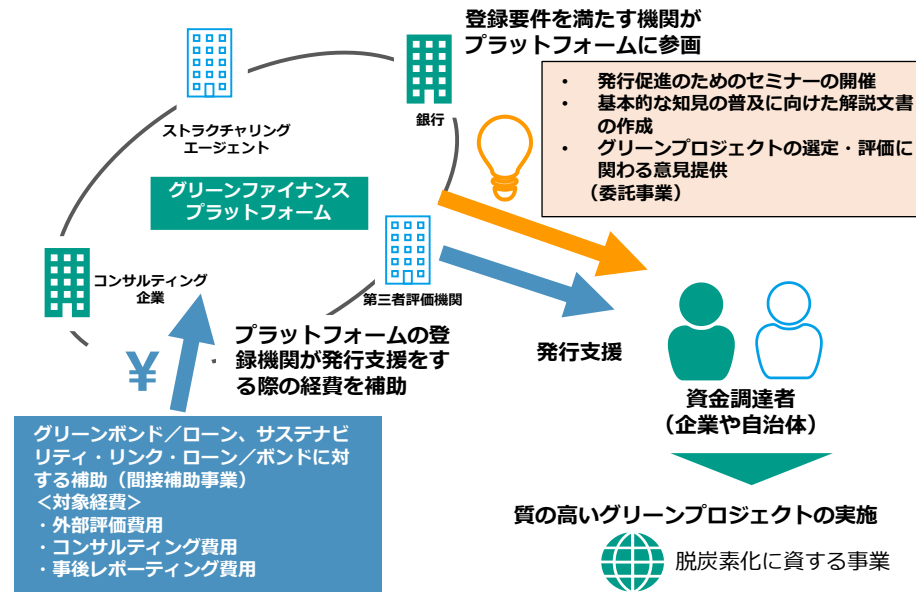 登録要件を満たす機関が
プラットフォームに参画
・ 発行促進のためのセミナーの開催
・ 基本的な知見の普及に向けた解説文書
の作成
・ グリーンプロジェクトの選定・評価に
関わる意見提供
（委託事業）
銀行
ストラクチャリング
エージェント
グリーンファイナンス
プラットフォーム
コンサルティング
企業
第三者評価機関
プラットフォームの登
録機関が発行支援をす
る際の経費を補助
¥
発行支援
資金調達者
（企業や自治体）
グリーンボンド／ローン、サステナビ
リティ・リンク・ローン／ボンドに対
する補助（間接補助事業）
＜対象経費＞
・外部評価費用
・コンサルティング費用
・事後レポーティング費用
質の高いグリーンプロジェクトの実施
脱炭素化に資する事業